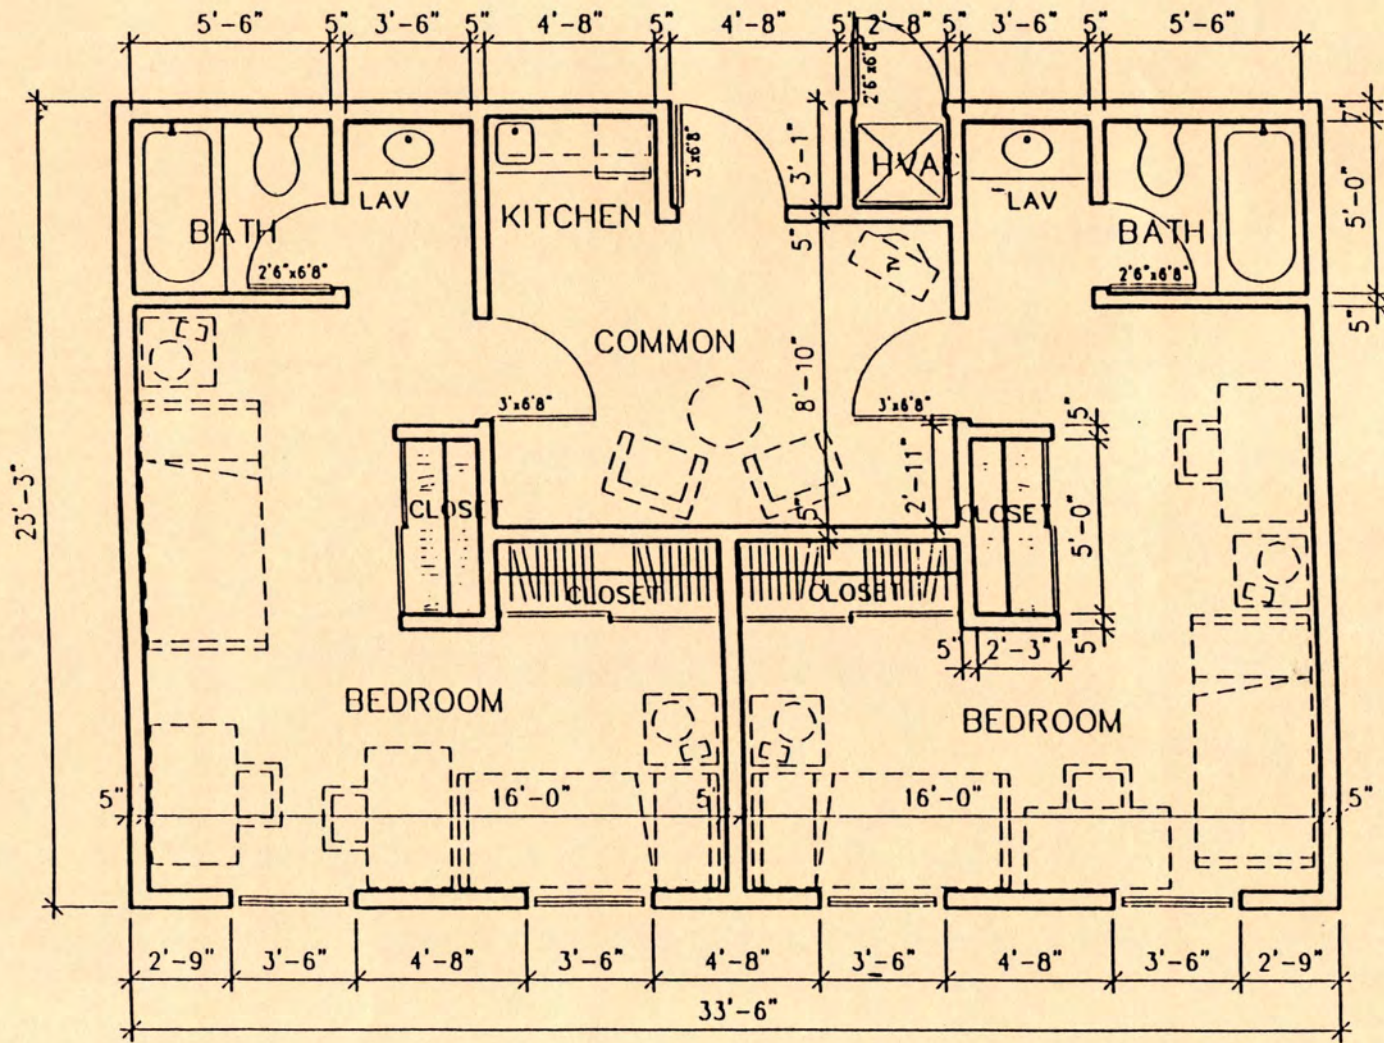 5'-6" 5" 3'-6" 5" 4'-8" 5" 4'-8" 5" 2'-8" 5" 3'-6" 5" 5'-6"
2'6"x6'8"
3'x6'8"
3'-1"
7"
HVAC
LAV
LAV
5'-0"
KITCHEN
BATH
BATH
5"
TV
2'6"x6'8"
2'6"x6'8"
5"
COMMON
8'-10"
3'x6'8"
3'x6'8"
5"
2'-11"
23'-3"
CLOSET
5"
CLOSET
5'-0"
CLOSET
CLOSET
5"
5" 2'-3"
BEDROOM
BEDROOM
5" 16'-0" 5" 16'-0" 5"
2'-9" 3'-6" 4'-8" 3'-6" 4'-8" 3'-6" 4'-8" 3'-6" 2'-9"
33'-6"